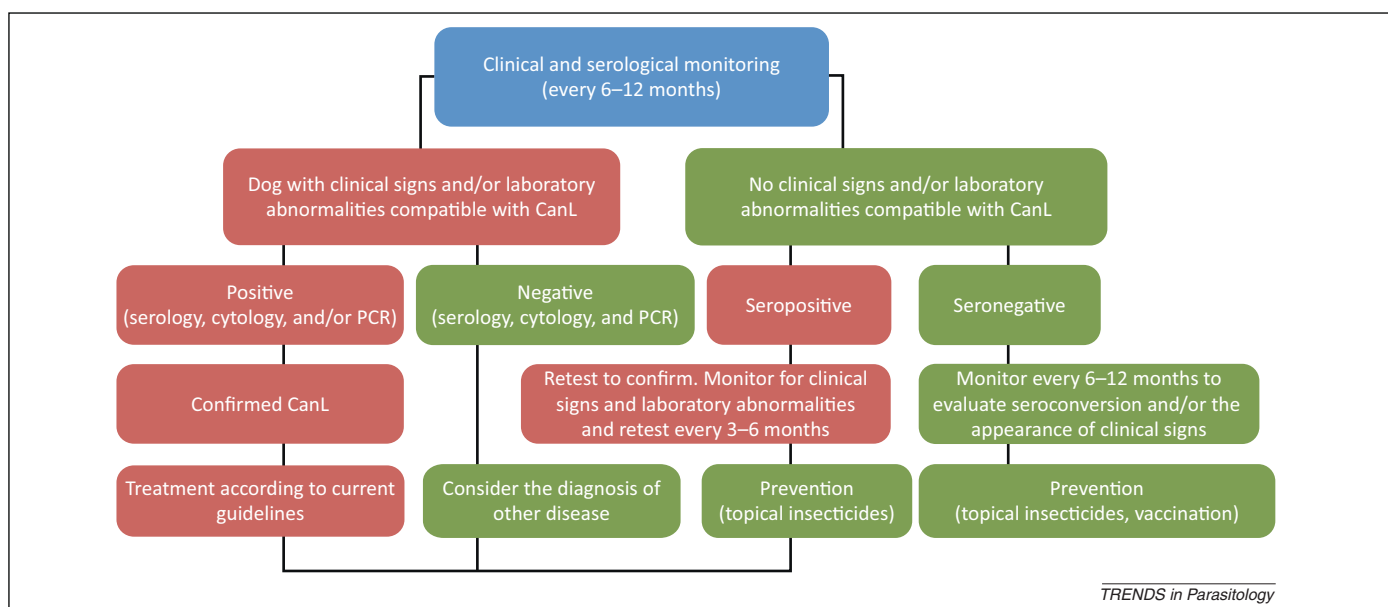 Clinical and serological monitoring
(every 6–12 months)
Dog with clinical signs and/or laboratory
abnormalities compatible with CanL
No clinical signs and/or laboratory
abnormalities compatible with CanL
Positive
(serology, cytology, and/or PCR)
Negative
(serology, cytology, and PCR)
Seropositive
Seronegative
Confirmed CanL
Retest to confirm. Monitor for clinical
signs and laboratory abnormalities
and retest every 3–6 months
Monitor every 6–12 months to
evaluate seroconversion and/or the
appearance of clinical signs
Treatment according to current
guidelines
Consider the diagnosis of
other disease
Prevention
(topical insecticides)
Prevention
(topical insecticides, vaccination)
TRENDS in Parasitology